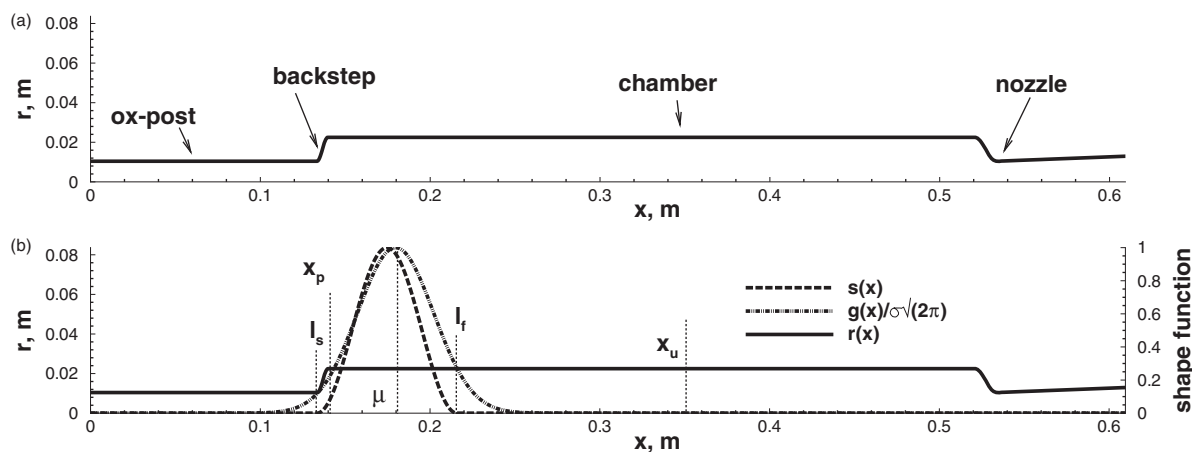 (a)
0.08
0.06
0.04
0.02
0
r, m
ox-post
backstep
chamber
nozzle
0 0.1 0.2 0.3 0.4 0.5 0.6
x, m
(b)
0.08
0.06
0.04
0.02
0
r, m
x_p
l_s
μ
l_f
x_u
s(x)
g(x)/σ√(2π)
r(x)
1
0.8
0.6
0.4
0.2
0
shape function
0 0.1 0.2 0.3 0.4 0.5 0.6
x, m